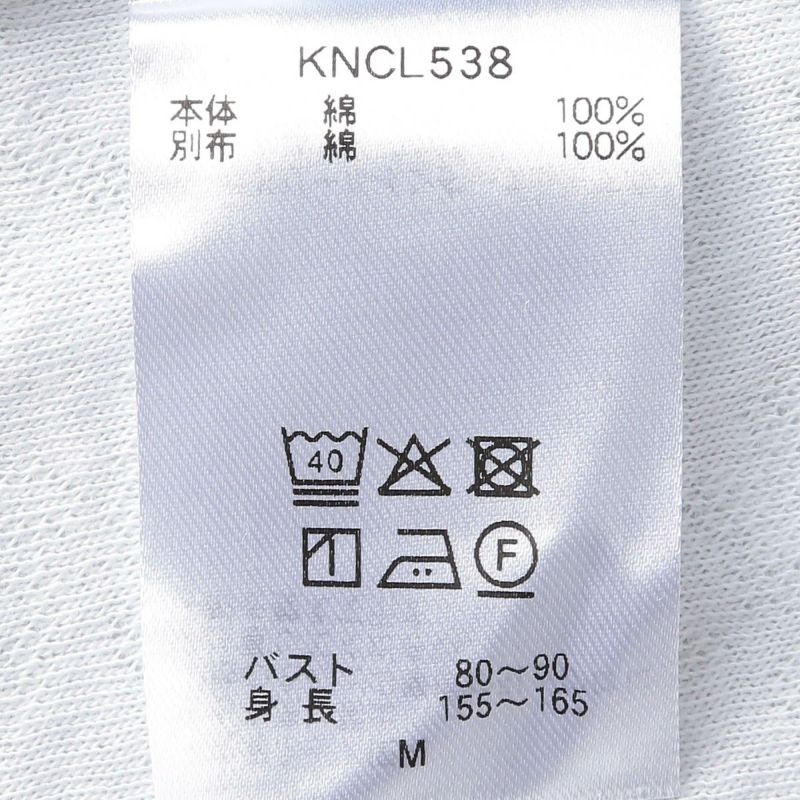 KNCL538
本体 綿 100%
別布 綿 100%
40
F
バスト 80～90
身長 155～165
M